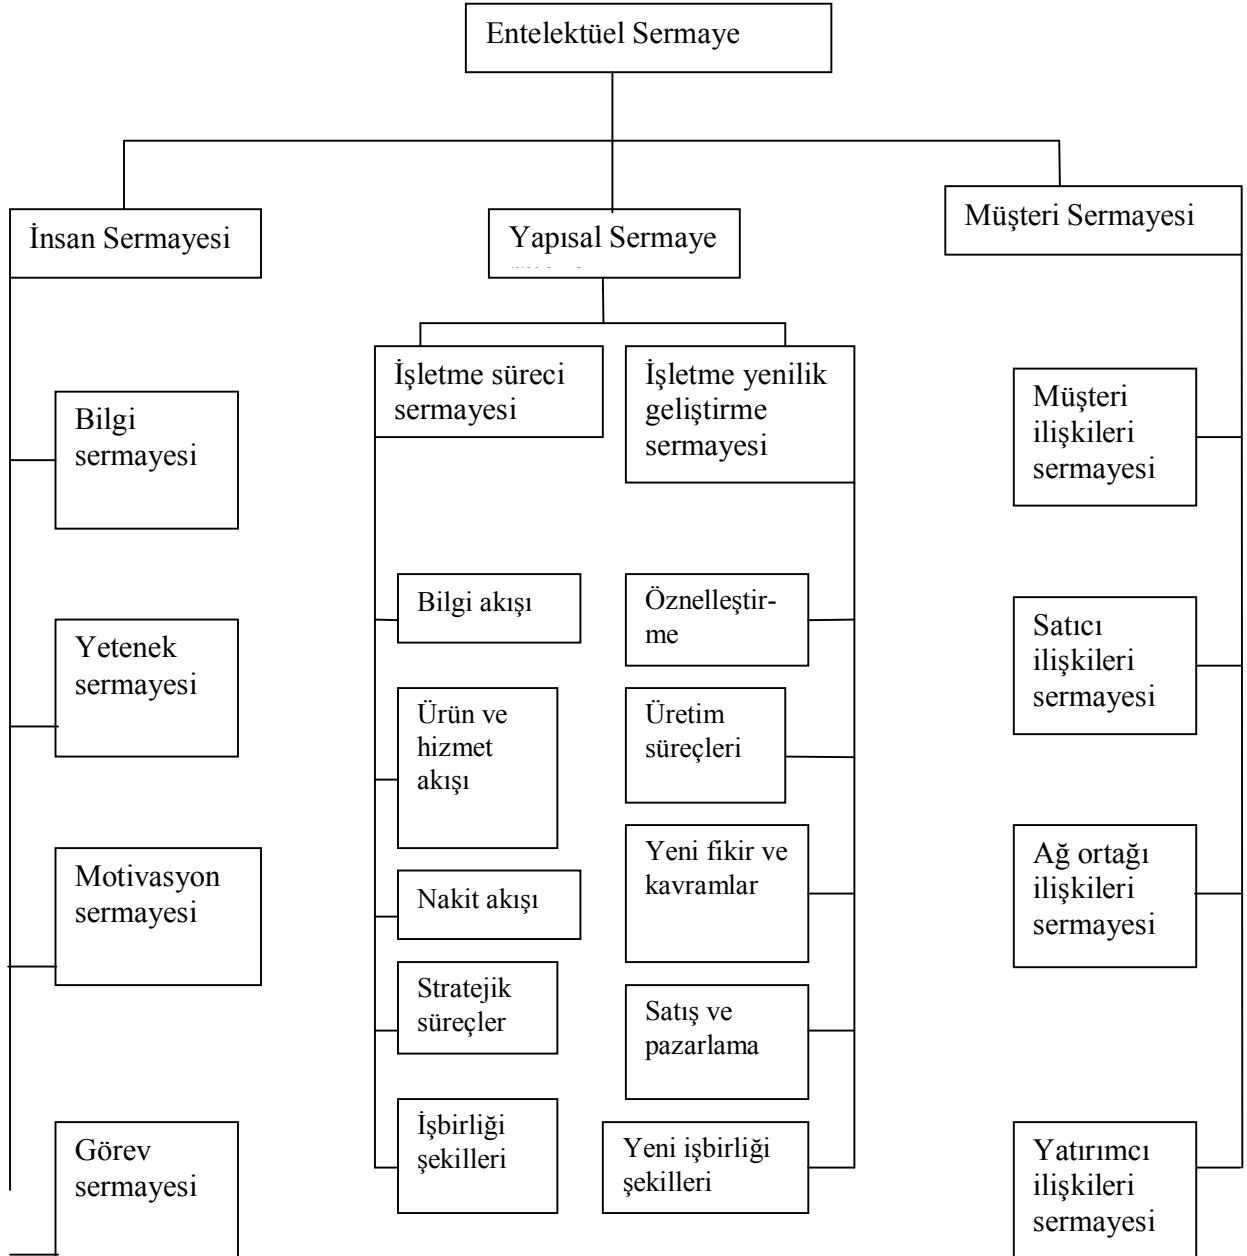 Entelektüel Sermaye
İnsan Sermayesi
Yapısal Sermaye
Müşteri Sermayesi
İşletme süreci
sermayesi
İşletme yenilik
geliştirme
sermayesi
Bilgi
sermayesi
Yetenek
sermayesi
Motivasyon
sermayesi
Görev
sermayesi
Bilgi akışı
Ürün ve
hizmet
akışı
Nakit akışı
Stratejik
süreçler
İşbirliği
şekilleri
Öznelleştir-
me
Üretim
süreçleri
Yeni fikir ve
kavramlar
Satış ve
pazarlama
Yeni işbirliği
şekilleri
Müşteri
ilişkileri
sermayesi
Satıcı
ilişkileri
sermayesi
Ağ ortağı
ilişkileri
sermayesi
Yatırımcı
ilişkileri
sermayesi